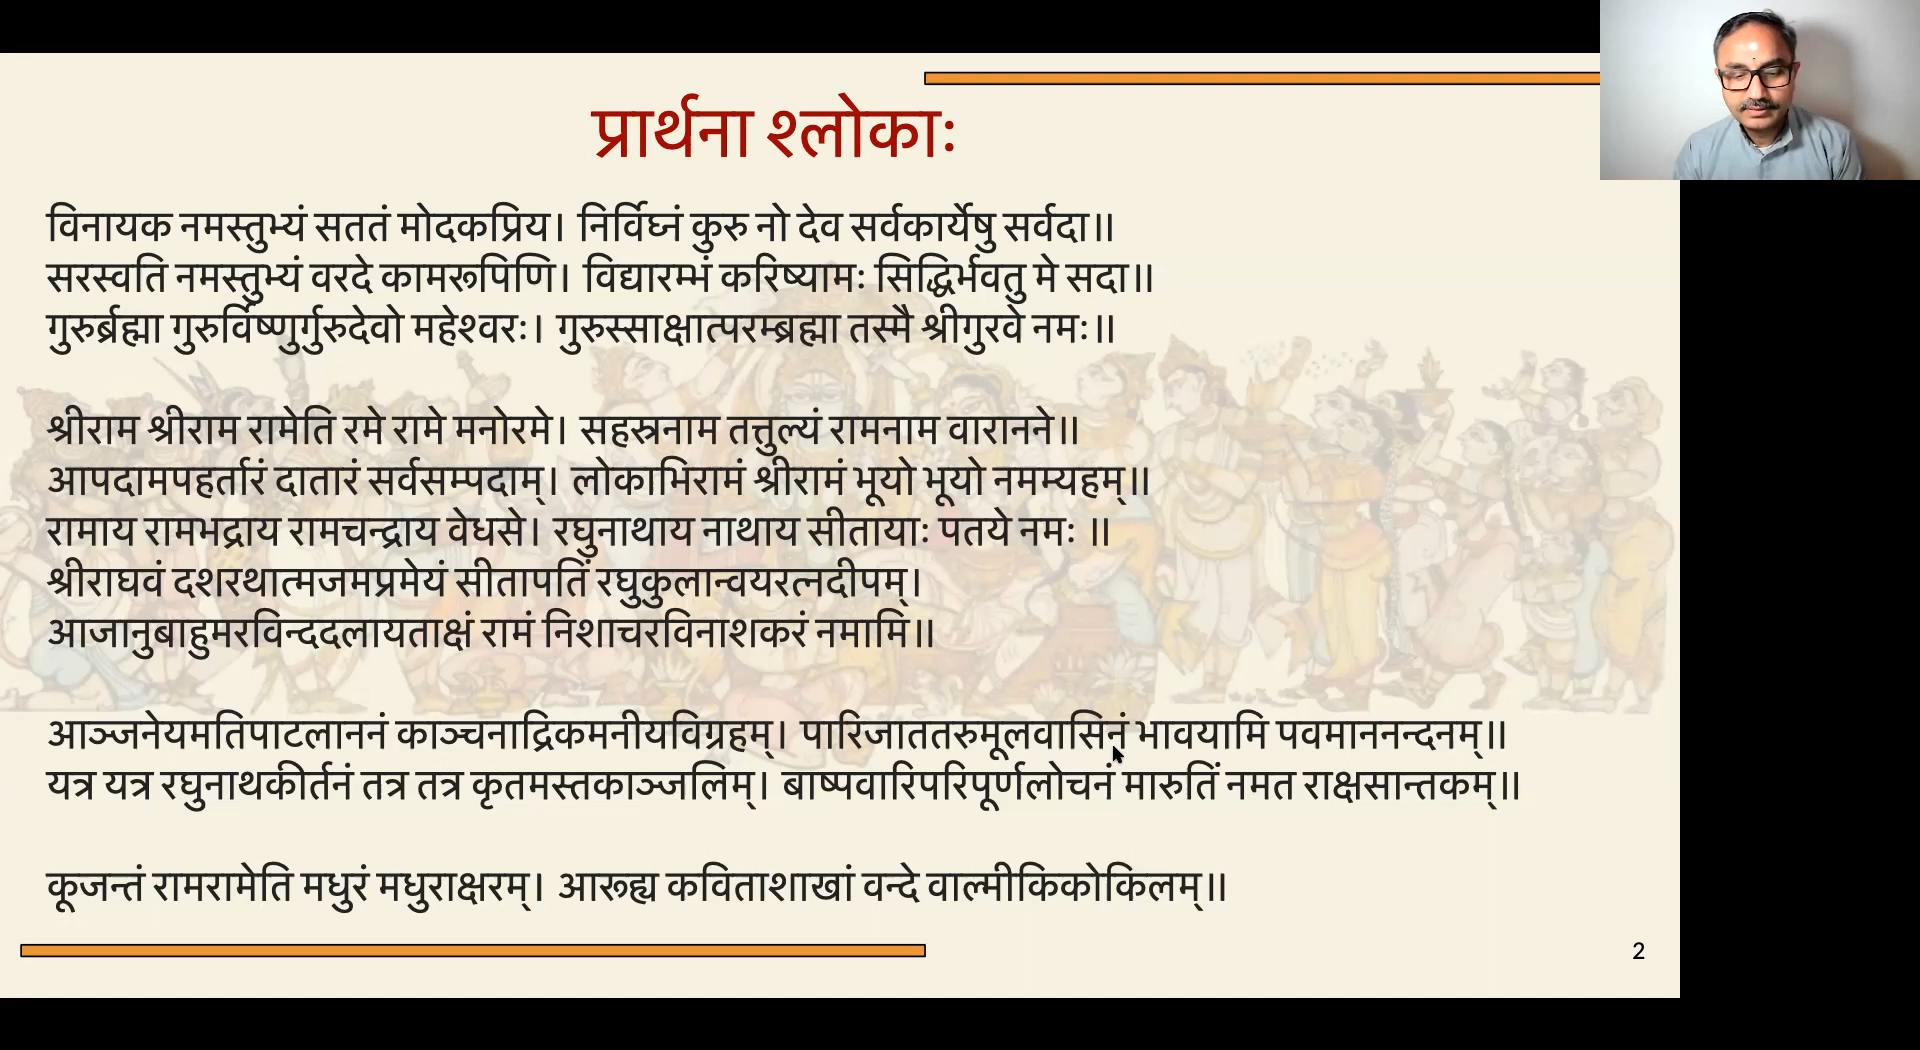 प्रार्थना श्लोकाः
विनायक नमस्तुभ्यं सततं मोदकप्रिय। निर्विघ्नं कुरु नो देव सर्वकार्येषु सर्वदा॥
सरस्वति नमस्तुभ्यं वरदे कामरूपिणि। विद्यारम्भं करिष्यामः सिद्धिर्भवतु मे सदा॥
गुरुर्ब्रह्मा गुरुर्विष्णुर्गुरुदेवो महेश्वरः। गुरुस्साक्षात्परम्ब्रह्मा तस्मै श्रीगुरवे नमः॥
श्रीराम श्रीराम रामेति रमे रामे मनोरमे। सहस्रनाम तत्तुल्यं रामनाम वारानने॥
आपदामपहर्तारं दातारं सर्वसम्पदाम्। लोकाभिरामं श्रीरामं भूयो भूयो नमम्यहम्॥
रामाय रामभद्राय रामचन्द्राय वेधसे। रघुनाथाय नाथाय सीतायाः पतये नमः ॥
श्रीराघवं दशरथात्मजमप्रमेयं सीतापतिं रघुकुलान्वयरत्नदीपम्।
आजानुबाहुमरविन्ददलायताक्षं रामं निशाचरविनाशकरं नमामि॥
आञ्जनेयमतिपाटलाननं काञ्चनाद्रिकमनीयविग्रहम्। पारिजाततरुमूलवासिनं भावयामि पवमाननन्दनम्॥
यत्र यत्र रघुनाथकीर्तनं तत्र तत्र कृतमस्तकाञ्जलिम्। बाष्पवारिपरिपूर्णलोचनं मारुतिं नमत राक्षसान्तकम्॥
कूजन्तं रामरामेति मधुरं मधुराक्षरम्। आरूह्य कविताशाखां वन्दे वाल्मीकिकोकिलम्॥
2